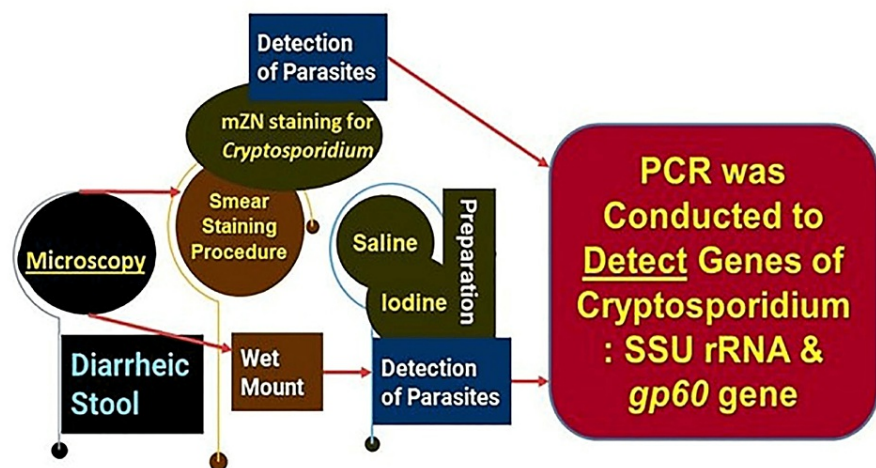 Detection
of Parasites
mZN staining for
Cryptosporidium
Smear
Staining
Procedure
Microscopy
Diarrheic
Stool
Wet
Mount
Saline
Iodine
Preparation
Detection
of Parasites
PCR was
Conducted to
Detect Genes of
Cryptosporidium
: SSU rRNA &
gp60 gene